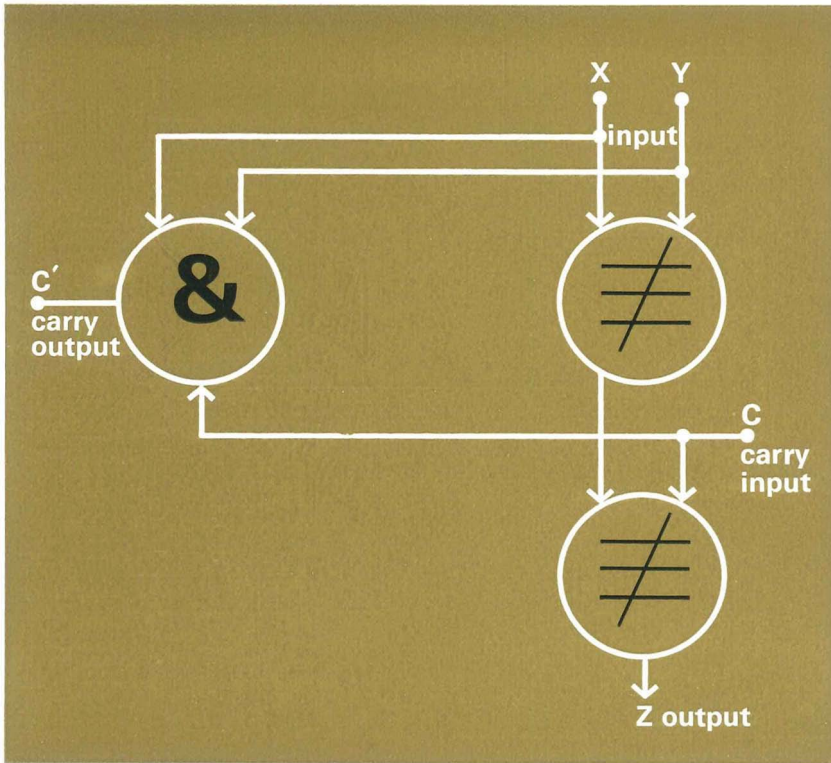 X Y
input
&
≢
C′
carry
output
C
carry
input
≢
Z output